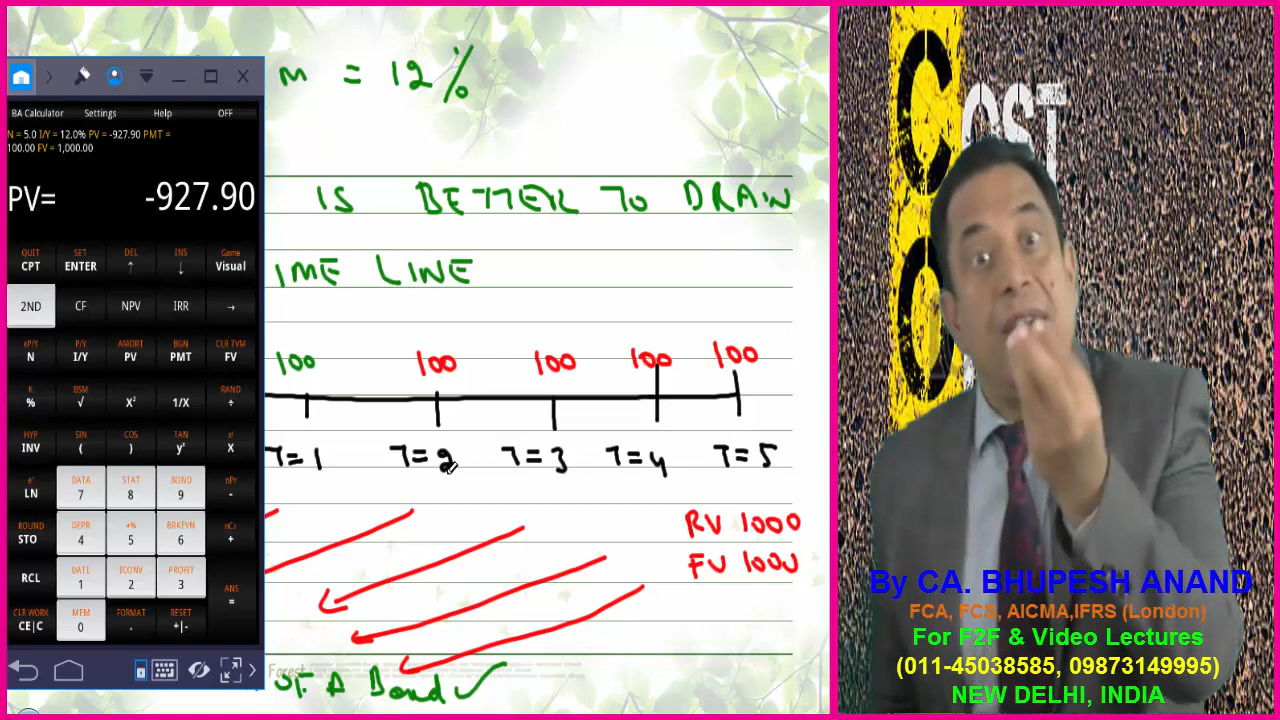 m = 12%
IS BETTER TO DRAW
IME LINE
100 100 100 100 100
T=1 T=2 T=3 T=4 T=5
RV 1000
FV 1000
OF A Bond ✓
Forest
BA Calculator Settings Help OFF
N = 5.0 I/Y = 12.0% PV = -927.90 PMT =
100.00 FV = 1,000.00
PV= -927.90
QUIT SET DEL INS Game
CPT ENTER ↑ ↓ Visual
2ND CF NPV IRR →
xP/Y P/Y AMORT BGN CLR TVM
N I/Y PV PMT FV
K BSM RAND
% √ X² 1/X ÷
HYP SIN COS TAN x!
INV ( ) yˣ X
eˣ DATA STAT BOND nPr
LN 7 8 9 -
ROUND DEPR Δ% BRKEVN nCr
STO 4 5 6 +
DATE ICONV PROFIT ANS
RCL 1 2 3 =
CLR WORK MEM FORMAT RESET
CE|C 0 . +|-
COST
CO
By CA. BHUPESH ANAND
FCA, FCS, AICMA,IFRS (London)
For F2F & Video Lectures
(011-45038585, 09873149995)
NEW DELHI, INDIA